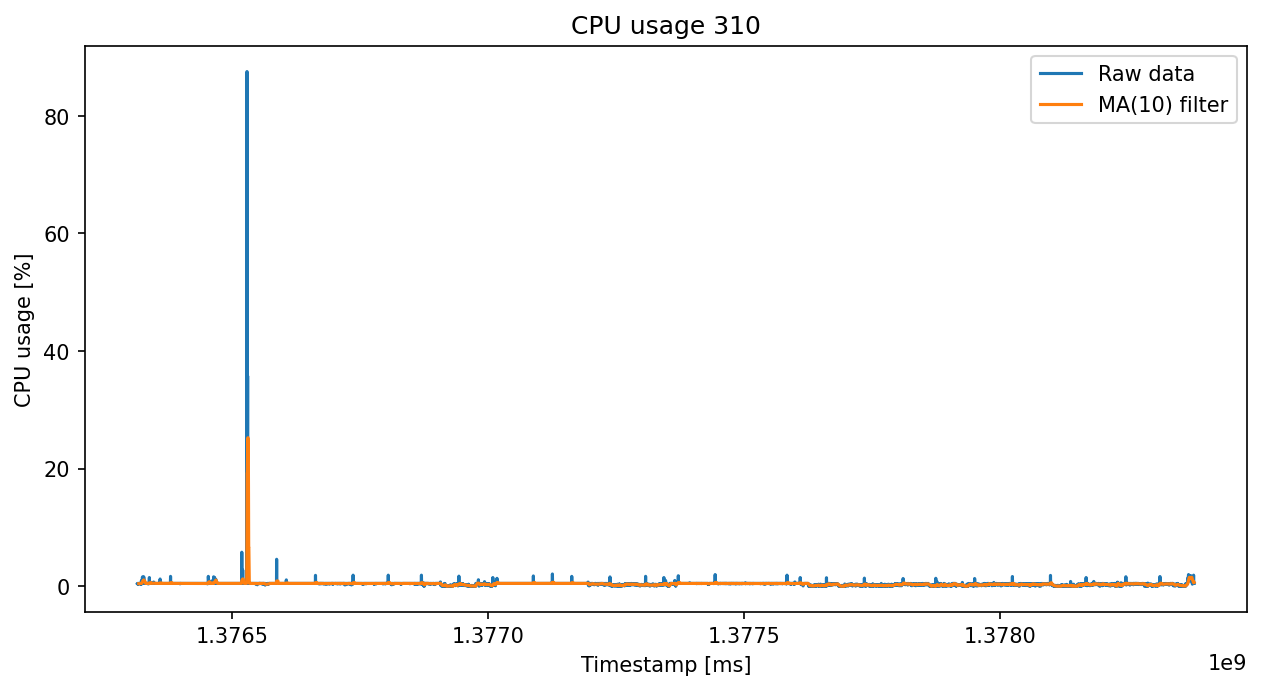 CPU usage 310
Raw data
MA(10) filter
CPU usage [%]
80
60
40
20
0
1.3765
1.3770
1.3775
1.3780
1e9
Timestamp [ms]